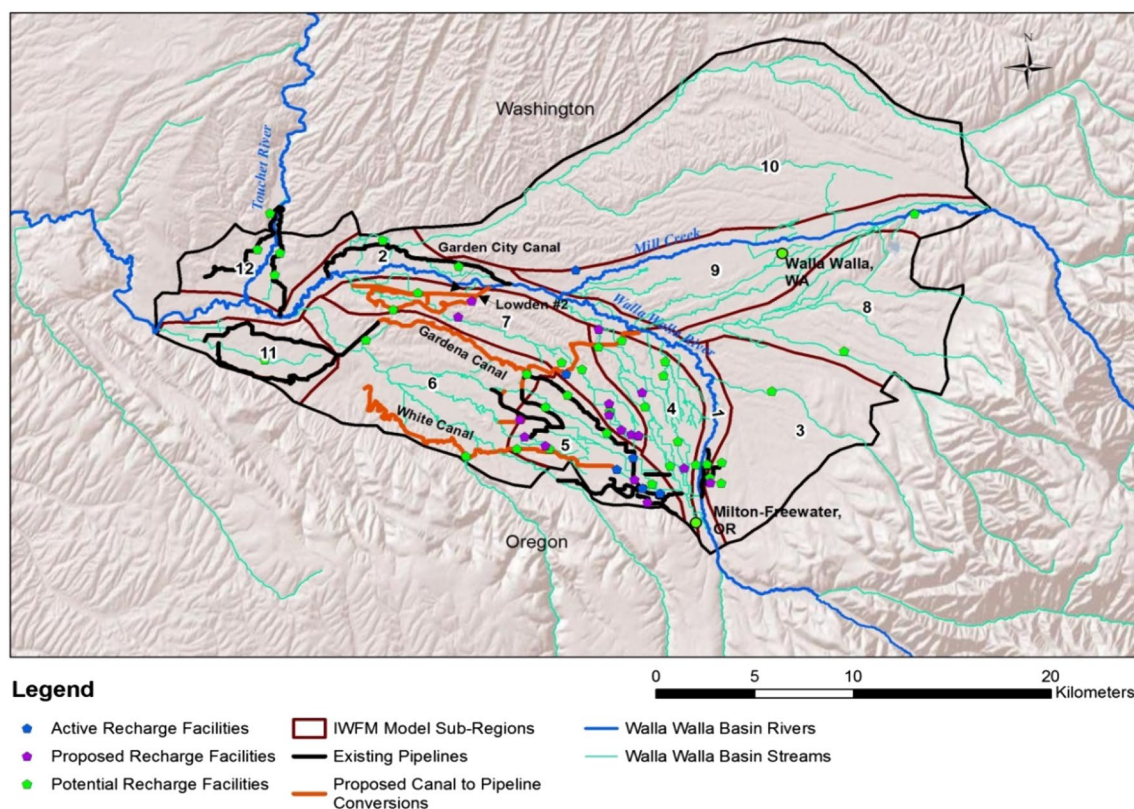 N
Washington
Touchet River
10
Garden City Canal
Mill Creek
2
12
9
Walla Walla,
WA
Lowden #2
7
Walla Walla River
8
Gardena Canal
11
6
4
1
3
White Canal
5
Milton-Freewater,
OR
Oregon
Legend
0 5 10 20
Kilometers
Active Recharge Facilities
Proposed Recharge Facilities
Potential Recharge Facilities
IWFM Model Sub-Regions
Existing Pipelines
Proposed Canal to Pipeline
Conversions
Walla Walla Basin Rivers
Walla Walla Basin Streams